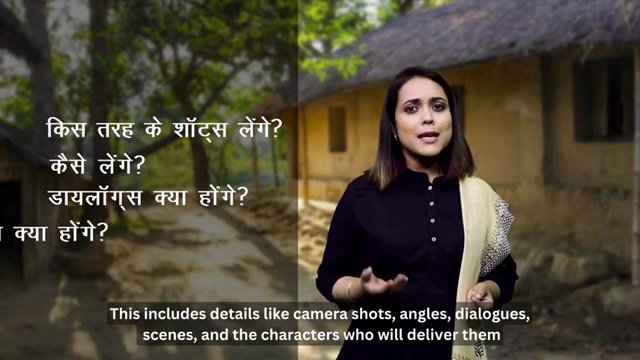 किस तरह के शॉट्स लेंगे?
कैसे लेंगे?
डायलॉग्स क्या होंगे?
क्या होंगे?
This includes details like camera shots, angles, dialogues,
scenes, and the characters who will deliver them